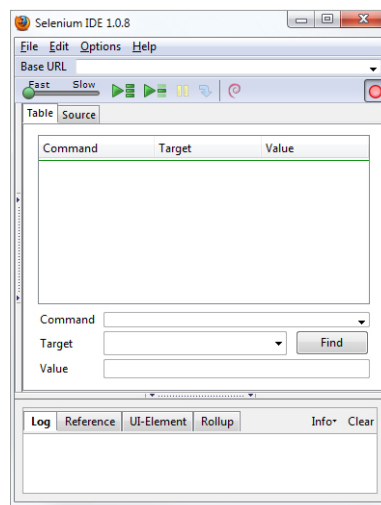 Selenium IDE 1.0.8
File Edit Options Help
Base URL
Fast Slow
Table Source
Command Target Value
Command
Target Find
Value
Log Reference UI-Element Rollup Info Clear